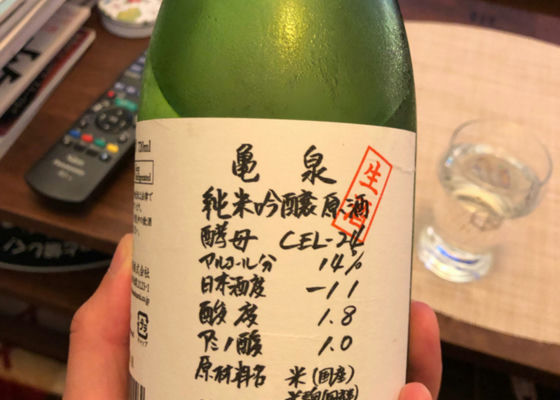 亀 泉
生酒
純米吟醸原酒
酵母 CEL-24
アルコール分 14%
日本酒度 -11
酸度 1.8
アミノ酸 1.0
原材料名 米(国産)
720ml
Panasonic